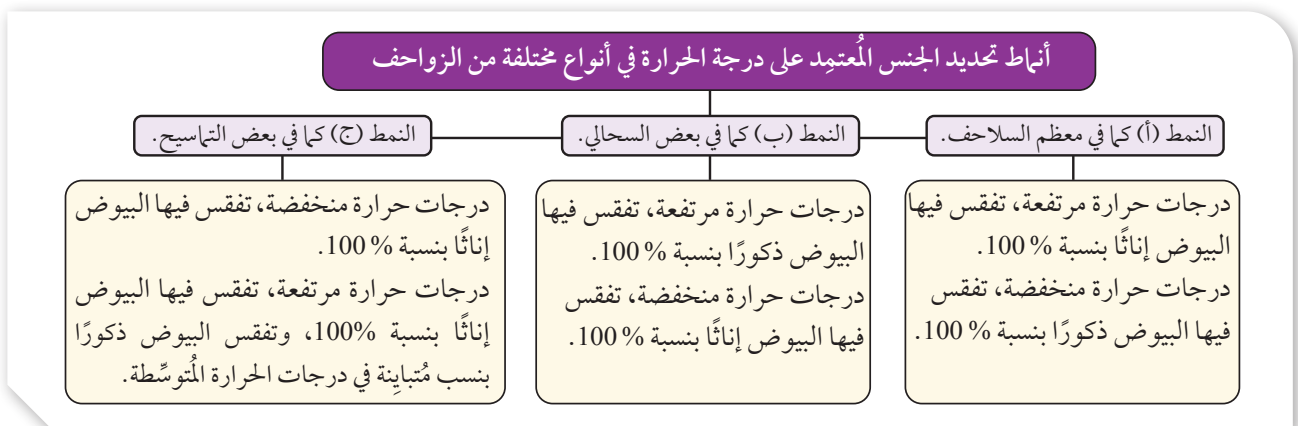 أنماط تحديد الجنس المُعتمِد على درجة الحرارة في أنواع مختلفة من الزواحف
النمط (أ) كما في معظم السلاحف.
النمط (ب) كما في بعض السحالي.
النمط (ج) كما في بعض التماسيح.
درجات حرارة مرتفعة، تفقس فيها
البيوض إناثًا بنسبة % 100.
درجات حرارة منخفضة، تفقس
فيها البيوض ذكورًا بنسبة % 100.
درجات حرارة مرتفعة، تفقس فيها
البيوض ذكورًا بنسبة % 100.
درجات حرارة منخفضة، تفقس
فيها البيوض إناثًا بنسبة % 100.
درجات حرارة منخفضة، تفقس فيها البيوض
إناثًا بنسبة % 100.
درجات حرارة مرتفعة، تفقس فيها البيوض
إناثًا بنسبة %100، وتفقس البيوض ذكورًا
بنسب مُتبايِنة في درجات الحرارة المُتوسِّطة.